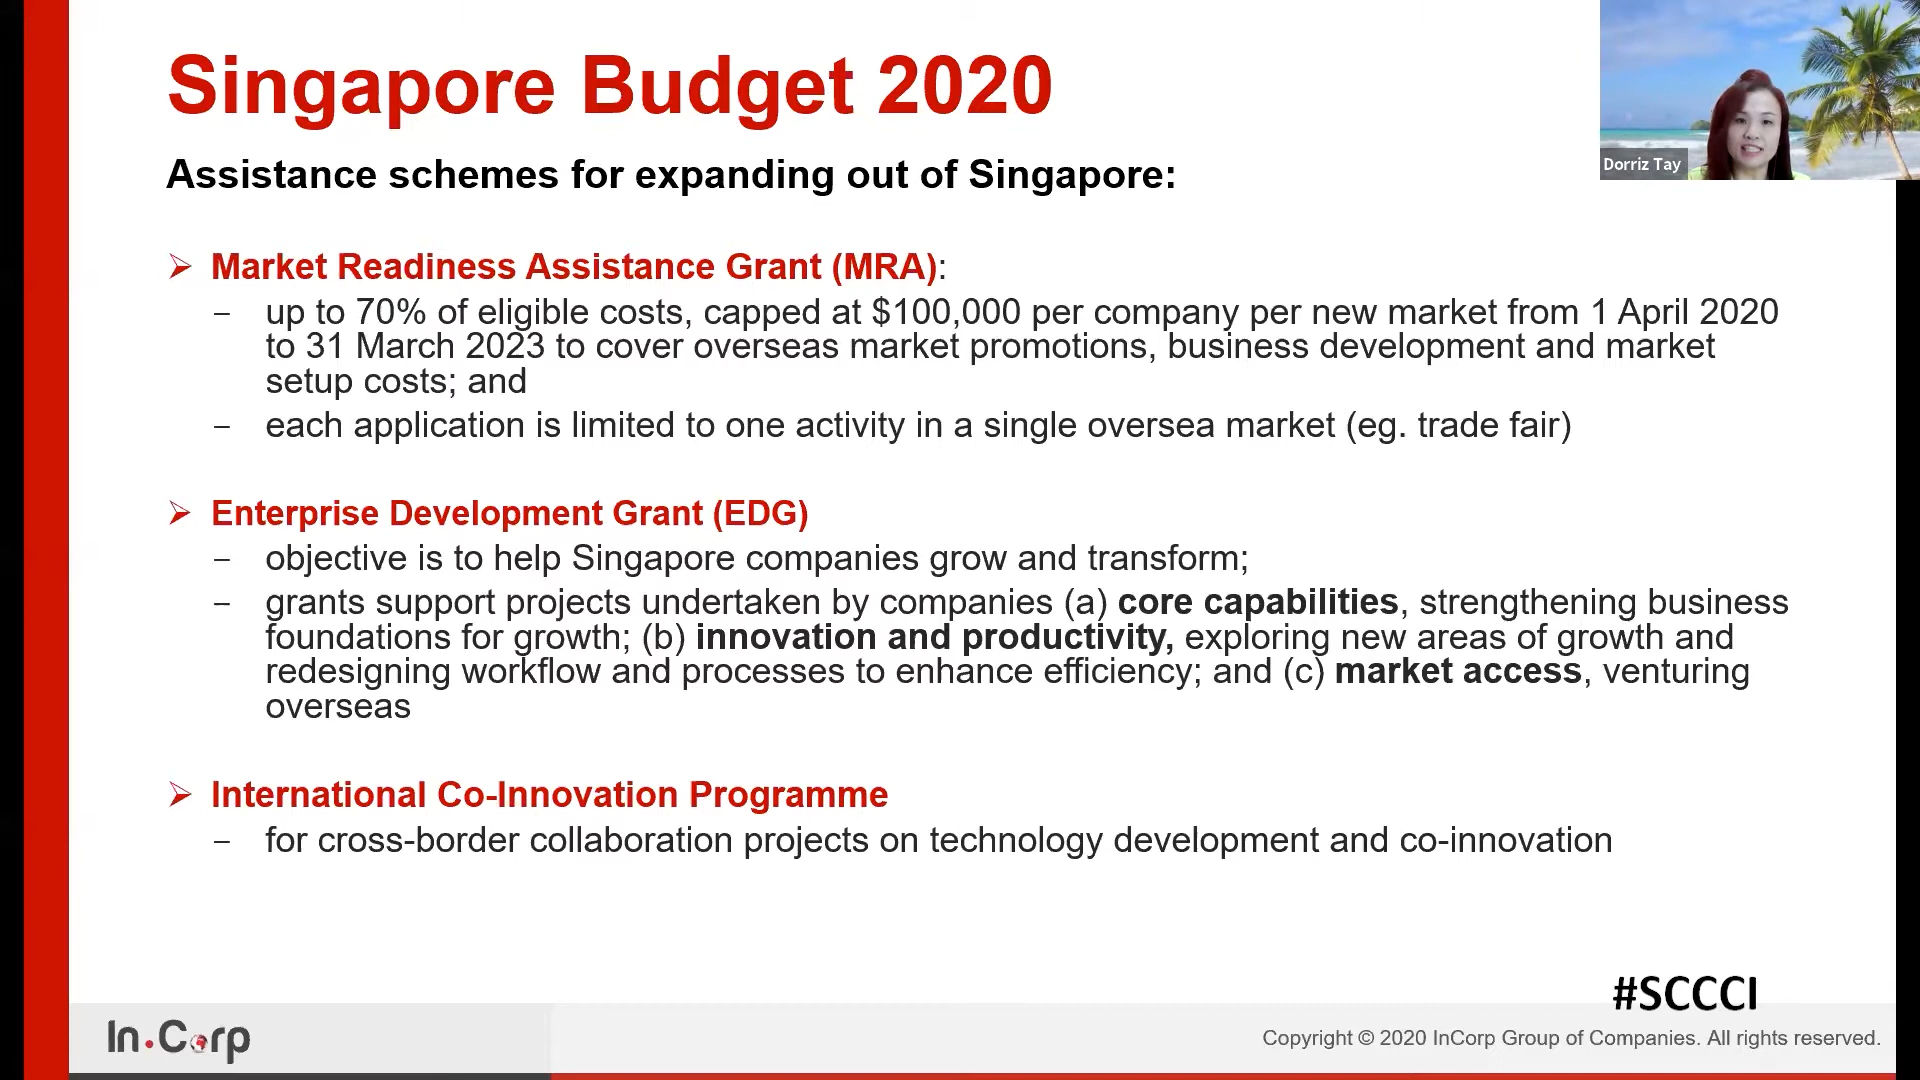 Singapore Budget 2020
Dorriz Tay
Assistance schemes for expanding out of Singapore:
➢ Market Readiness Assistance Grant (MRA):
– up to 70% of eligible costs, capped at $100,000 per company per new market from 1 April 2020
to 31 March 2023 to cover overseas market promotions, business development and market
setup costs; and
– each application is limited to one activity in a single oversea market (eg. trade fair)
➢ Enterprise Development Grant (EDG)
– objective is to help Singapore companies grow and transform;
– grants support projects undertaken by companies (a) core capabilities, strengthening business
foundations for growth; (b) innovation and productivity, exploring new areas of growth and
redesigning workflow and processes to enhance efficiency; and (c) market access, venturing
overseas
➢ International Co-Innovation Programme
– for cross-border collaboration projects on technology development and co-innovation
#SCCCI
In.Corp
Copyright © 2020 InCorp Group of Companies. All rights reserved.